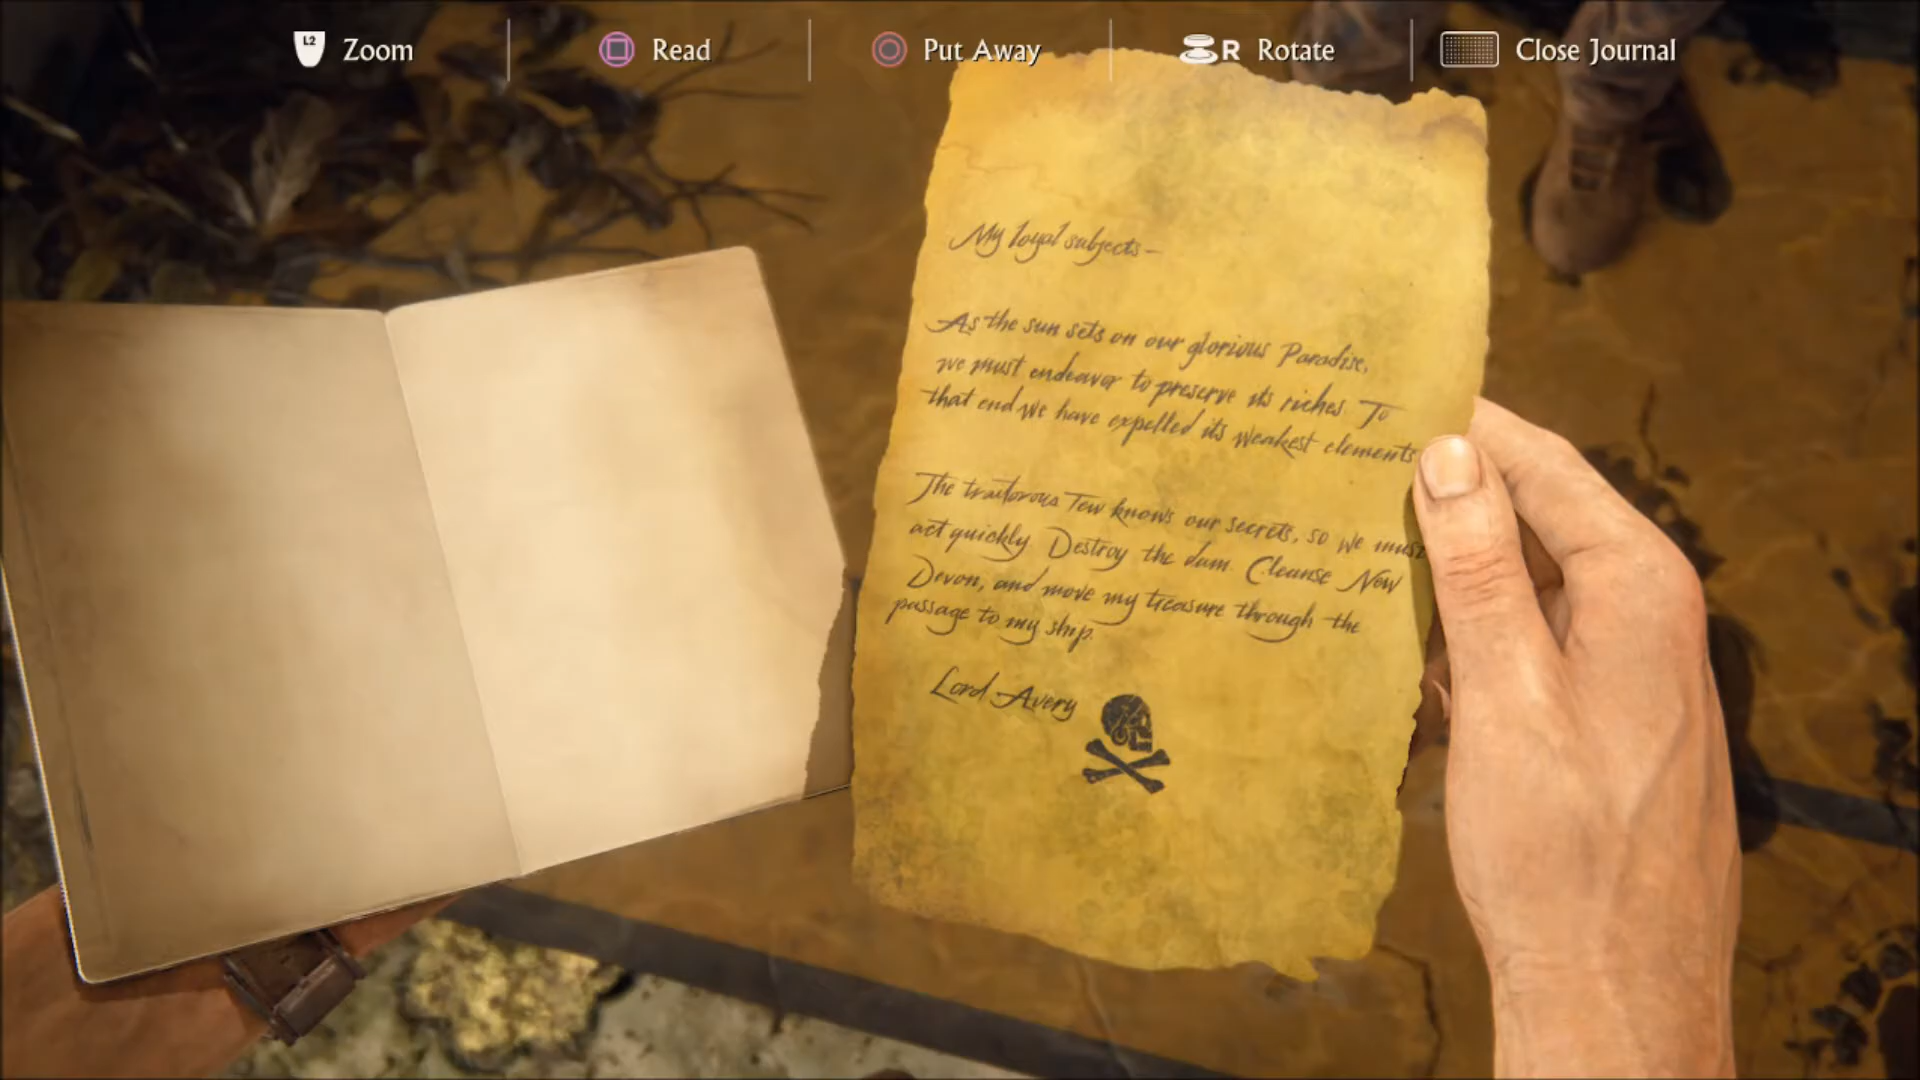 L2 Zoom Read Put Away R Rotate Close Journal
My loyal subjects-
As the sun sets on our glorious Paradise,
we must endeavor to preserve its riches. To
that end we have expelled its weakest elements
The traitorous Tew knows our secrets, so we must
act quickly. Destroy the dam. Cleanse New
Devon, and move my treasure through the
passage to my ship.
Lord Avery